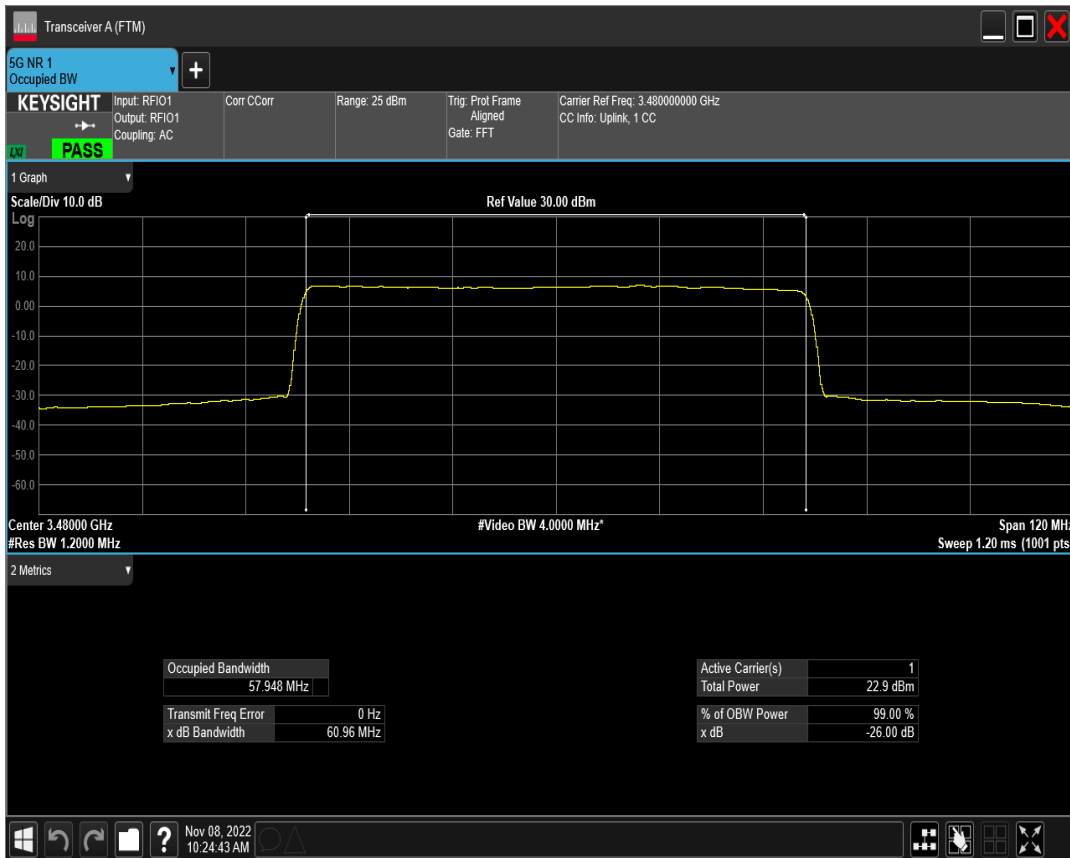 Transceiver A (FTM)
5G NR 1
Occupied BW
+
KEYSIGHT
LXI
PASS
Input: RFIO1
Output: RFIO1
Coupling: AC
Corr CCorr
Range: 25 dBm
Trig: Prot Frame
Aligned
Gate: FFT
Carrier Ref Freq: 3.480000000 GHz
CC Info: Uplink, 1 CC
1 Graph
Scale/Div 10.0 dB
Ref Value 30.00 dBm
Log
20.0
10.0
0.00
-10.0
-20.0
-30.0
-40.0
-50.0
-60.0
Center 3.48000 GHz
#Video BW 4.0000 MHz*
Span 120 MHz
#Res BW 1.2000 MHz
Sweep 1.20 ms (1001 pts
2 Metrics
Occupied Bandwidth
57.948 MHz
Transmit Freq Error 0 Hz
x dB Bandwidth 60.96 MHz
Active Carrier(s) 1
Total Power 22.9 dBm
% of OBW Power 99.00 %
x dB -26.00 dB
?
Nov 08, 2022
10:24:43 AM